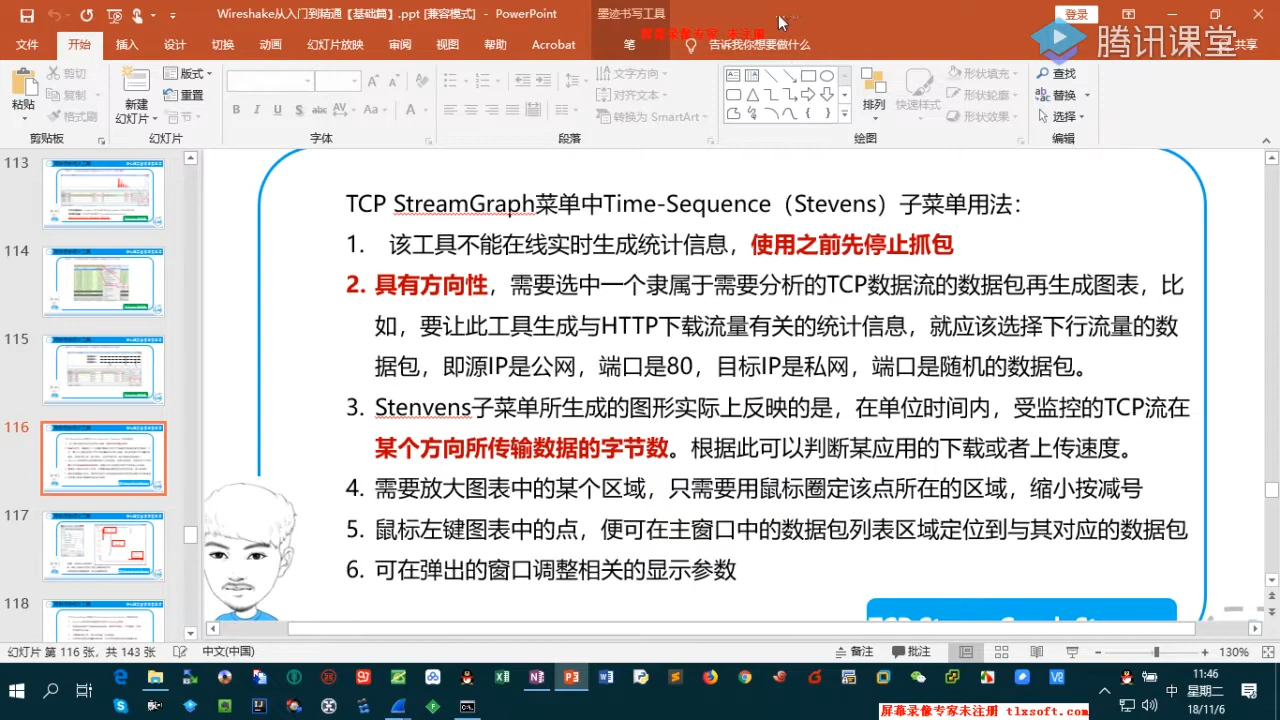 Wireshake从入门到精通【基础篇】.ppt [兼容模式] - PowerPoint
墨迹书写工具
登录
屏幕录像专家 未注册
腾讯课堂
文件 开始 插入 设计 切换 动画 幻灯片放映 审阅 视图 帮助 Acrobat 笔 告诉我你想要做什么 共享
剪切
复制
格式刷
粘贴
新建
幻灯片
版式
重置
节
B I U S abc AV Aa A
文字方向
对齐文本
转换为 SmartArt
排列
快速样式
形状填充
形状轮廓
形状效果
查找
替换
选择
剪贴板 幻灯片 字体 段落 绘图 编辑
113
114
115
116
117
118
TCP StreamGraph菜单中Time-Sequence（Stevens）子菜单用法：
1. 该工具不能在线实时生成统计信息，使用之前先停止抓包
2. 具有方向性，需要选中一个隶属于需要分析的TCP数据流的数据包再生成图表，比
如，要让此工具生成与HTTP下载流量有关的统计信息，就应该选择下行流量的数
据包，即源IP是公网，端口是80，目标IP是私网，端口是随机的数据包。
3. Stenvens子菜单所生成的图形实际上反映的是，在单位时间内，受监控的TCP流在
某个方向所传输数据的字节数。根据此可以判断某应用的下载或者上传速度。
4. 需要放大图表中的某个区域，只需要用鼠标圈定该点所在的区域，缩小按减号
5. 鼠标左键图表中的点，便可在主窗口中的数据包列表区域定位到与其对应的数据包
6. 可在弹出的窗口调整相关的显示参数
幻灯片 第 116 张，共 143 张 中文(中国) 备注 批注 130%
11:46
中 星期二
18/11/6
屏幕录像专家未注册 tlxsoft.com